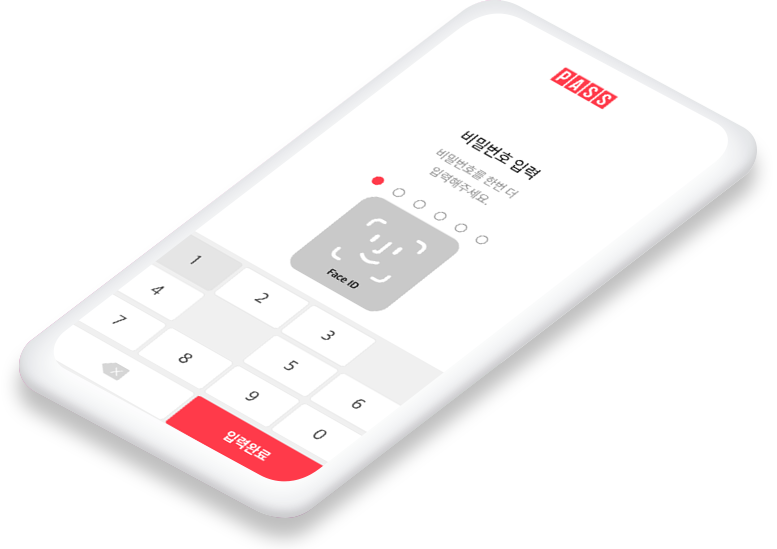 PASS
비밀번호 입력
비밀번호를 한번 더
입력해주세요.
Face ID
1 2 3
4 5 6
7 8 9 0
입력완료